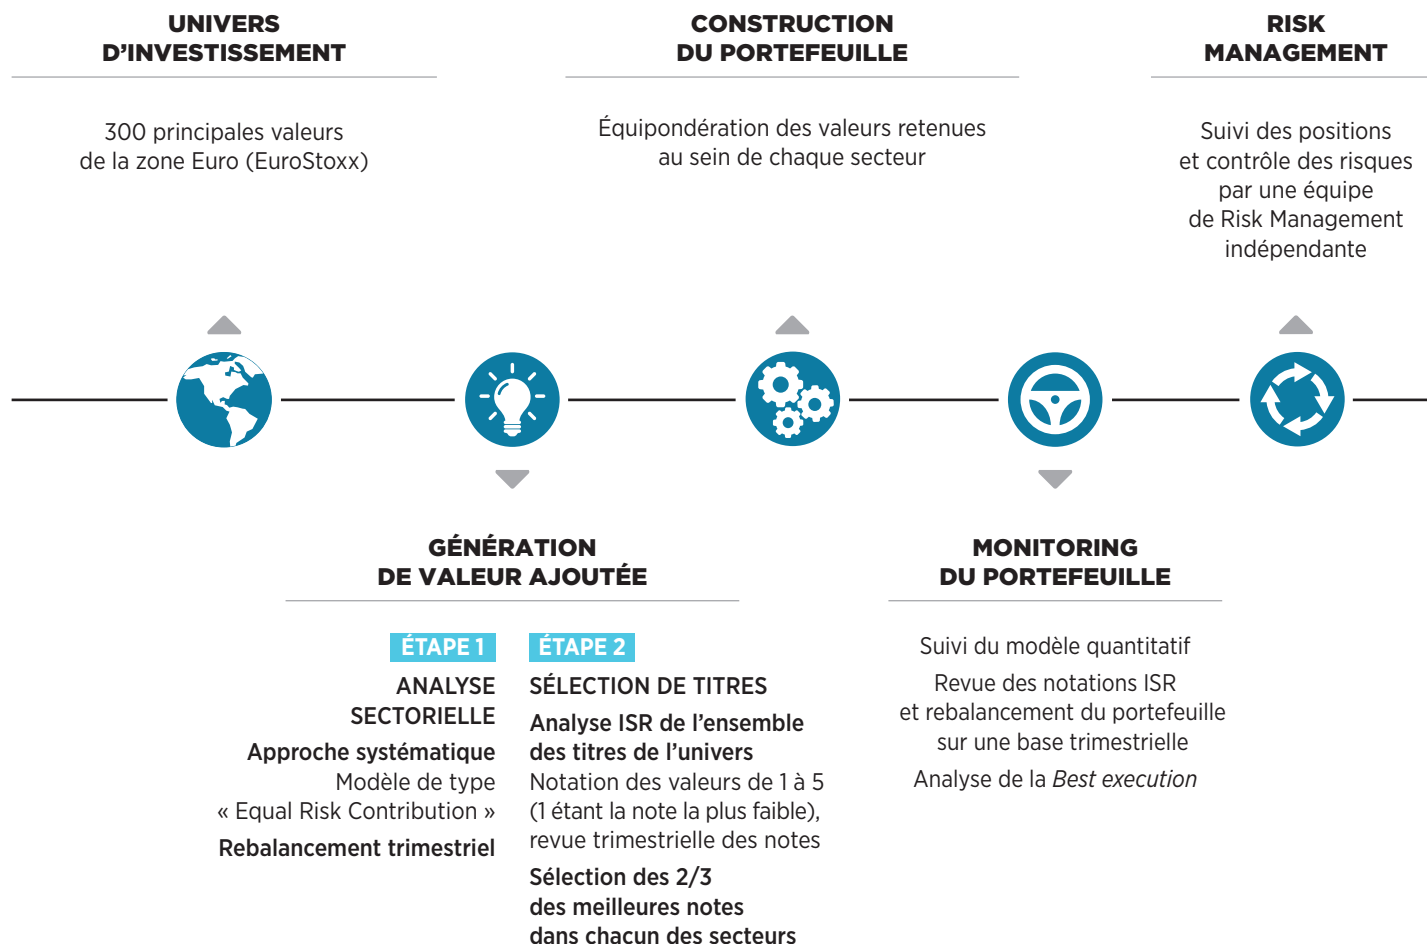 UNIVERS
D’INVESTISSEMENT
300 principales valeurs
de la zone Euro (EuroStoxx)
CONSTRUCTION
DU PORTEFEUILLE
Équipondération des valeurs retenues
au sein de chaque secteur
RISK
MANAGEMENT
Suivi des positions
et contrôle des risques
par une équipe
de Risk Management
indépendante
GÉNÉRATION
DE VALEUR AJOUTÉE
ÉTAPE 1
ANALYSE
SECTORIELLE
Approche systématique
Modèle de type
« Equal Risk Contribution »
Rebalancement trimestriel
ÉTAPE 2
SÉLECTION DE TITRES
Analyse ISR de l’ensemble
des titres de l’univers
Notation des valeurs de 1 à 5
(1 étant la note la plus faible),
revue trimestrielle des notes
Sélection des 2/3
des meilleures notes
dans chacun des secteurs
MONITORING
DU PORTEFEUILLE
Suivi du modèle quantitatif
Revue des notations ISR
et rebalancement du portefeuille
sur une base trimestrielle
Analyse de la Best execution